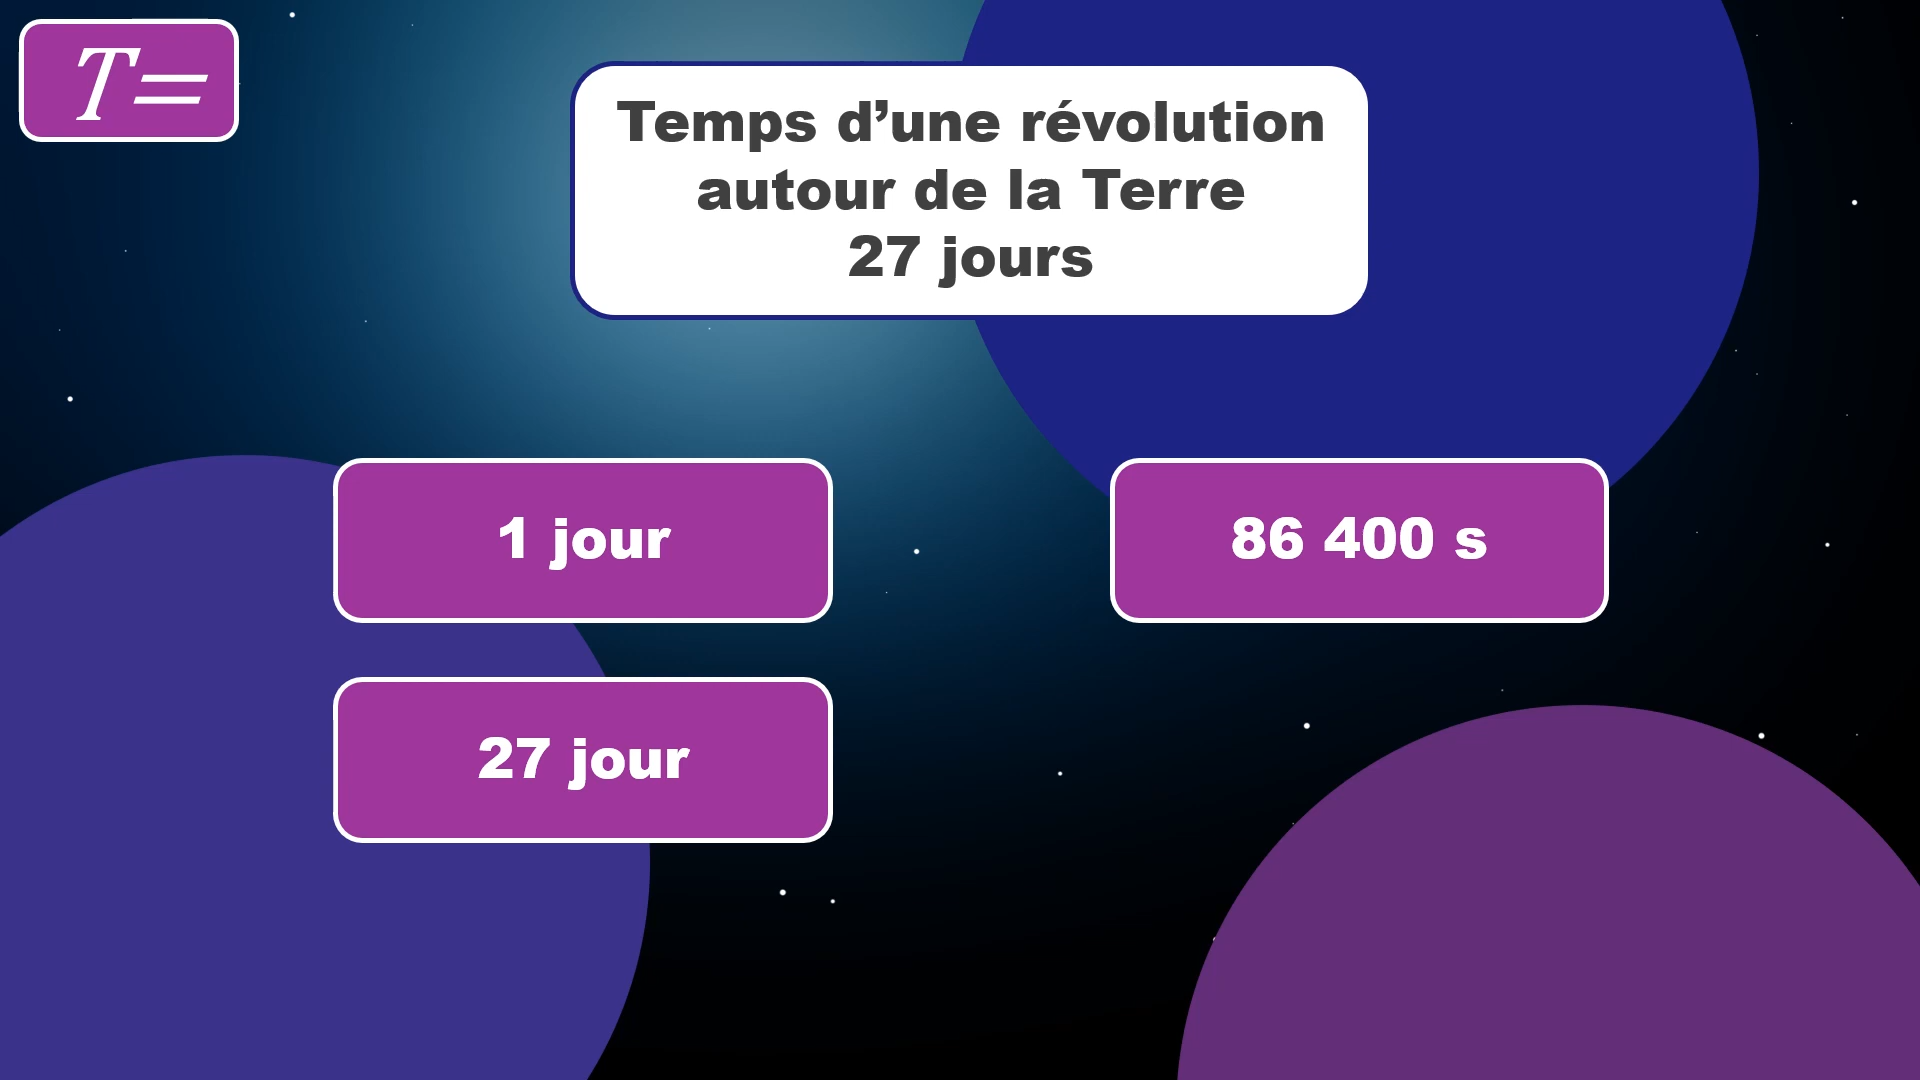 T=
Temps d’une révolution
autour de la Terre
27 jours
1 jour
86 400 s
27 jour